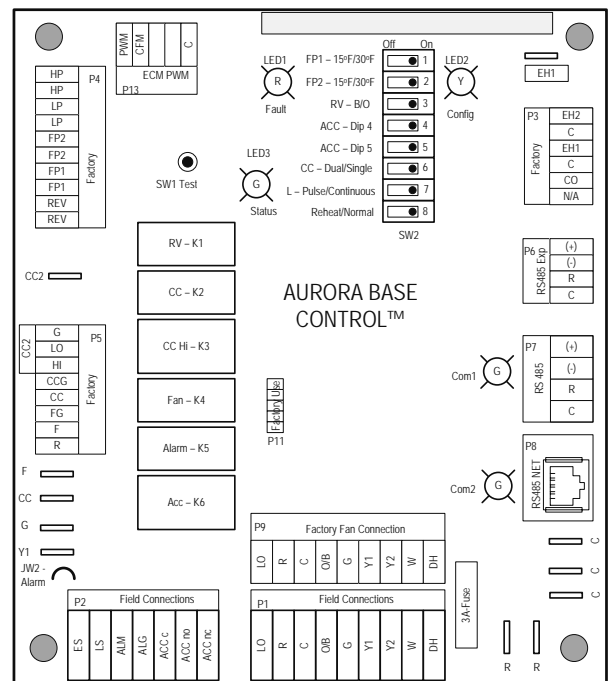 PWM
CFM
C
P13
ECM PWM
P4
HP
HP
LP
LP
FP2
FP2
FP1
FP1
REV
REV
Factory
SW1 Test
LED1
R
Fault
LED3
G
Status
Off
On
FP1 – 15ºF/30ºF
1
FP2 – 15ºF/30ºF
2
RV – B/O
3
ACC – Dip 4
4
ACC – Dip 5
5
CC – Dual/Single
6
L – Pulse/Continuous
7
Reheat/Normal
8
SW2
LED2
Y
Config
EH1
P3
Factory
EH2
C
EH1
C
CO
N/A
P6
RS485 Exp
(+)
(-)
R
C
RV – K1
CC – K2
CC Hi – K3
Fan – K4
Alarm – K5
Acc – K6
AURORA BASE
CONTROL™
CC2
CC2
P5
G
LO
HI
CCG
CC
FG
F
R
Factory
Factory Use
P11
P7
RS 485
(+)
(-)
R
C
Com1
G
P8
RS485 NET
Com2
G
F
CC
G
Y1
JW2 -
Alarm
P9
Factory Fan Connection
LO
R
C
O/B
G
Y1
Y2
W
DH
P2
Field Connections
ES
LS
ALM
ALG
ACC c
ACC no
ACC nc
P1
Field Connections
LO
R
C
O/B
G
Y1
Y2
W
DH
3A-Fuse
C
C
C
R
R